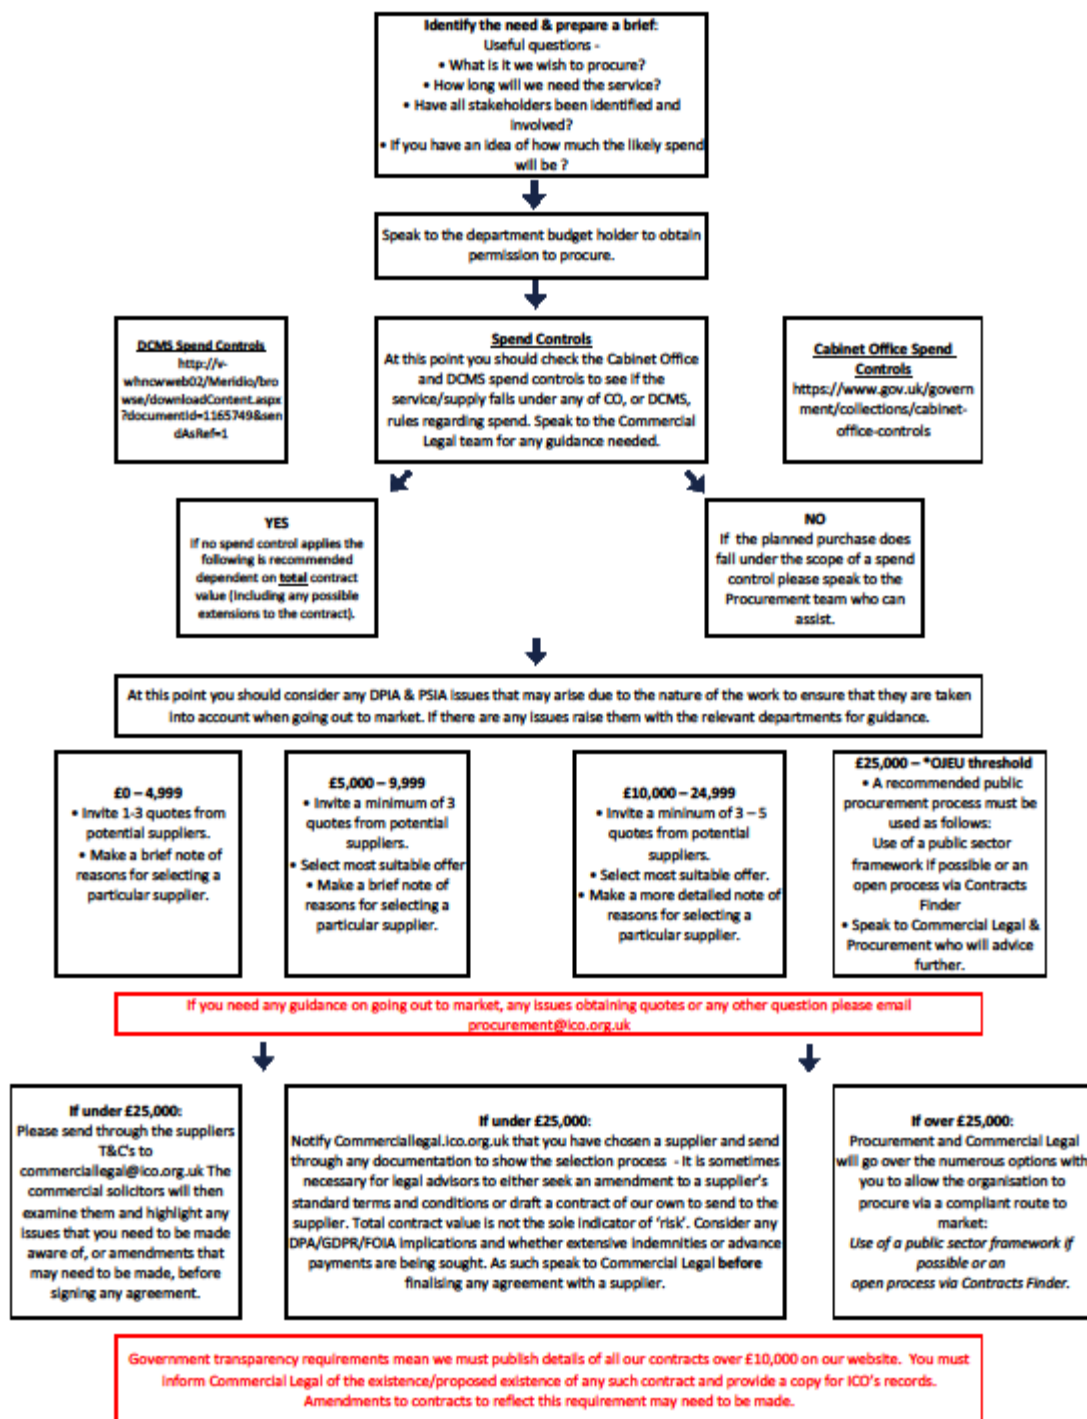 Identify the need & prepare a brief:
Useful questions -
• What is it we wish to procure?
• How long will we need the service?
• Have all stakeholders been identified and
involved?
• If you have an idea of how much the likely spend
will be ?
Speak to the department budget holder to obtain
permission to procure.
DCMS Spend Controls
http://v-
whncwweb02/Meridio/bro
wse/downloadContent.aspx
?documentId=1165749&sen
dAsRef=1
Spend Controls
At this point you should check the Cabinet Office
and DCMS spend controls to see if the
service/supply falls under any of CO, or DCMS,
rules regarding spend. Speak to the Commercial
Legal team for any guidance needed.
Cabinet Office Spend
Controls
https://www.gov.uk/govern
ment/collections/cabinet-
office-controls
YES
If no spend control applies the
following is recommended
dependent on total contract
value (including any possible
extensions to the contract).
NO
If the planned purchase does
fall under the scope of a spend
control please speak to the
Procurement team who can
assist.
At this point you should consider any DPIA & PSIA issues that may arise due to the nature of the work to ensure that they are taken
into account when going out to market. If there are any issues raise them with the relevant departments for guidance.
£0 – 4,999
• Invite 1-3 quotes from
potential suppliers.
• Make a brief note of
reasons for selecting a
particular supplier.
£5,000 – 9,999
• Invite a minimum of 3
quotes from potential
suppliers.
• Select most suitable offer
• Make a brief note of
reasons for selecting a
particular supplier.
£10,000 – 24,999
• Invite a mininum of 3 – 5
quotes from potential
suppliers.
• Select most suitable offer.
• Make a more detailed note of
reasons for selecting a
particular supplier.
£25,000 – *OJEU threshold
• A recommended public
procurement process must be
used as follows:
Use of a public sector
framework if possible or an
open process via Contracts
Finder
• Speak to Commercial Legal &
Procurement who will advice
further.
If you need any guidance on going out to market, any issues obtaining quotes or any other question please email
procurement@ico.org.uk
If under £25,000:
Please send through the suppliers
T&C's to
commerciallegal@ico.org.uk The
commercial solicitors will then
examine them and highlight any
issues that you need to be made
aware of, or amendments that
may need to be made, before
signing any agreement.
If under £25,000:
Notify Commerciallegal.ico.org.uk that you have chosen a supplier and send
through any documentation to show the selection process - It is sometimes
necessary for legal advisors to either seek an amendment to a supplier's
standard terms and conditions or draft a contract of our own to send to the
supplier. Total contract value is not the sole indicator of 'risk'. Consider any
DPA/GDPR/FOIA implications and whether extensive indemnities or advance
payments are being sought. As such speak to Commercial Legal before
finalising any agreement with a supplier.
If over £25,000:
Procurement and Commercial Legal
will go over the numerous options with
you to allow the organisation to
procure via a compliant route to
market:
Use of a public sector framework if
possible or an
open process via Contracts Finder.
Government transparency requirements mean we must publish details of all our contracts over £10,000 on our website. You must
inform Commercial Legal of the existence/proposed existence of any such contract and provide a copy for ICO's records.
Amendments to contracts to reflect this requirement may need to be made.